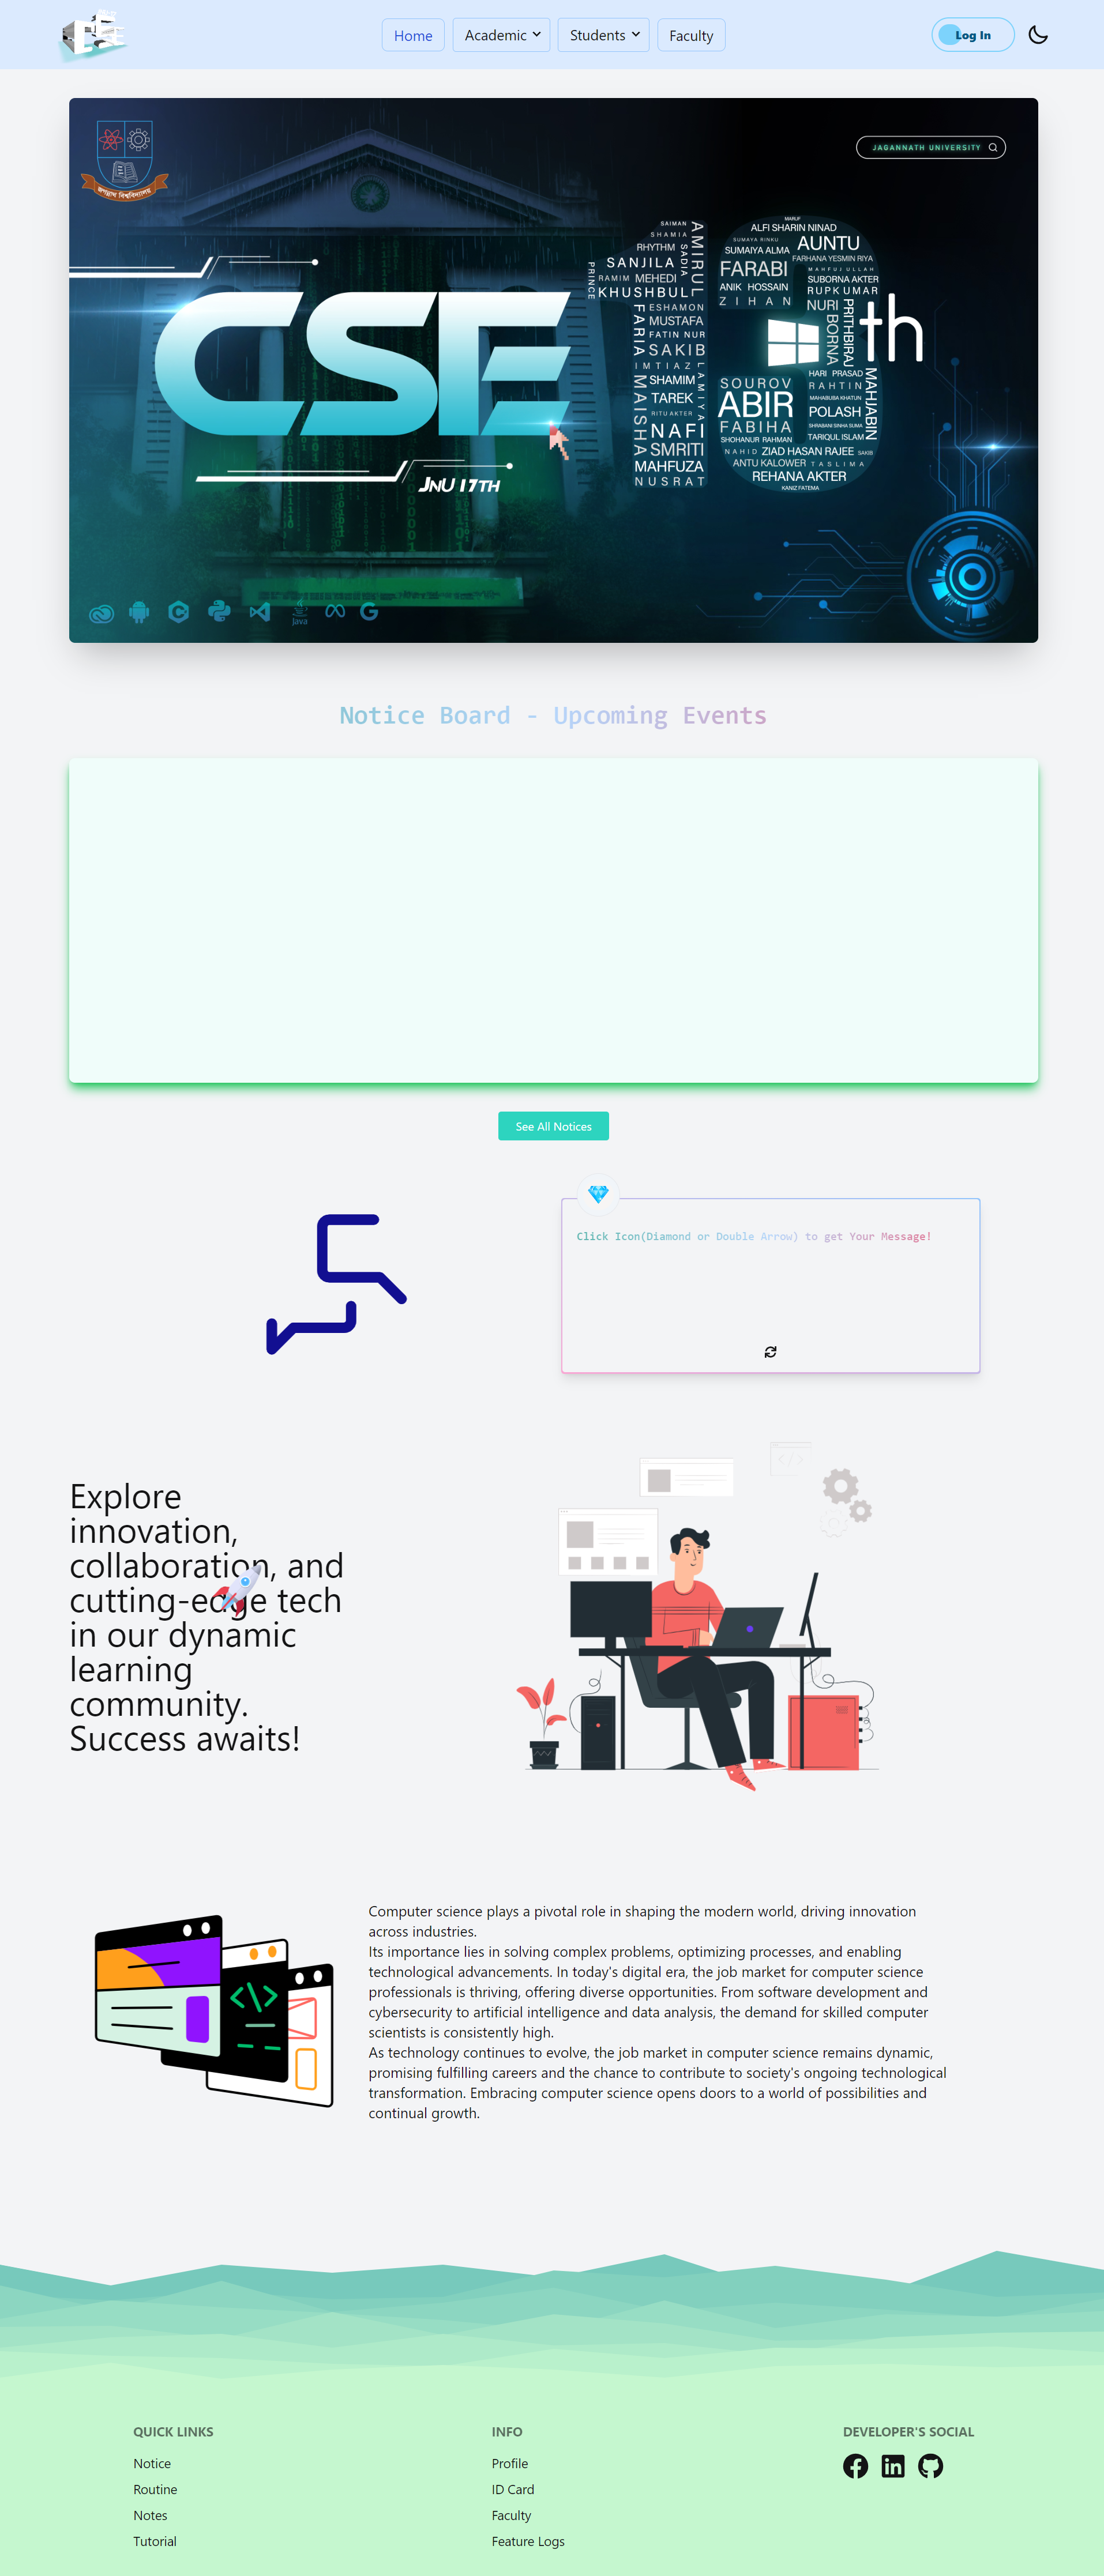 Home
Academic
Students
Faculty
Log In
জগন্নাথ বিশ্ববিদ্যালয়
JAGANNATH UNIVERSITY
CSE
th
JNU 17TH
PRINCE
SAIMAN
SHAMIA
RHYTHM
SADIA
AMIRUL
SANJILA
RAMIM MEHEDI
KHUSHBUL
FARIA
ESHAMON
MUSTAFA
FATIN NUR
SAKIB
IMTIAZ
LAMIYA
MAISHA
SHAMIM
TAREK
RITU AKTER
NAFI
SMRITI
MAHFUZA
NUSRAT
MARUF
ALFI SHARIN NINAD
SUMAYA RINKU
AUNTU
SUMAIYA ALMA
FARHANA YESMIN RIYA
FARABI
MAHFUJ ULLAH
SUBORNA AKTER
ANIK HOSSAIN
RUPKUMAR
ZIHAN
NURI
BORNA
PRITHBIRAJ
MAHJABIN
HARI PRASAD
SOUROV
RAHTIN
ABIR
MAHABUBA KHATUN
POLASH
FABIHA
SHRABANI SINHA SUMA
SHOHANUR RAHMAN
TARIQUL ISLAM
NAHID
ZIAD HASAN RAJEE
SAKIB
ANTU KALOWER
TASLIMA
REHANA AKTER
KANIZ FATEMA
Java
Notice Board - Upcoming Events
See All Notices
Click Icon(Diamond or Double Arrow) to get Your Message!
Explore
innovation,
collaboration, and
cutting-edge tech
in our dynamic
learning
community.
Success awaits!
Computer science plays a pivotal role in shaping the modern world, driving innovation
across industries.
Its importance lies in solving complex problems, optimizing processes, and enabling
technological advancements. In today's digital era, the job market for computer science
professionals is thriving, offering diverse opportunities. From software development and
cybersecurity to artificial intelligence and data analysis, the demand for skilled computer
scientists is consistently high.
As technology continues to evolve, the job market in computer science remains dynamic,
promising fulfilling careers and the chance to contribute to society's ongoing technological
transformation. Embracing computer science opens doors to a world of possibilities and
continual growth.
QUICK LINKS
Notice
Routine
Notes
Tutorial
INFO
Profile
ID Card
Faculty
Feature Logs
DEVELOPER'S SOCIAL